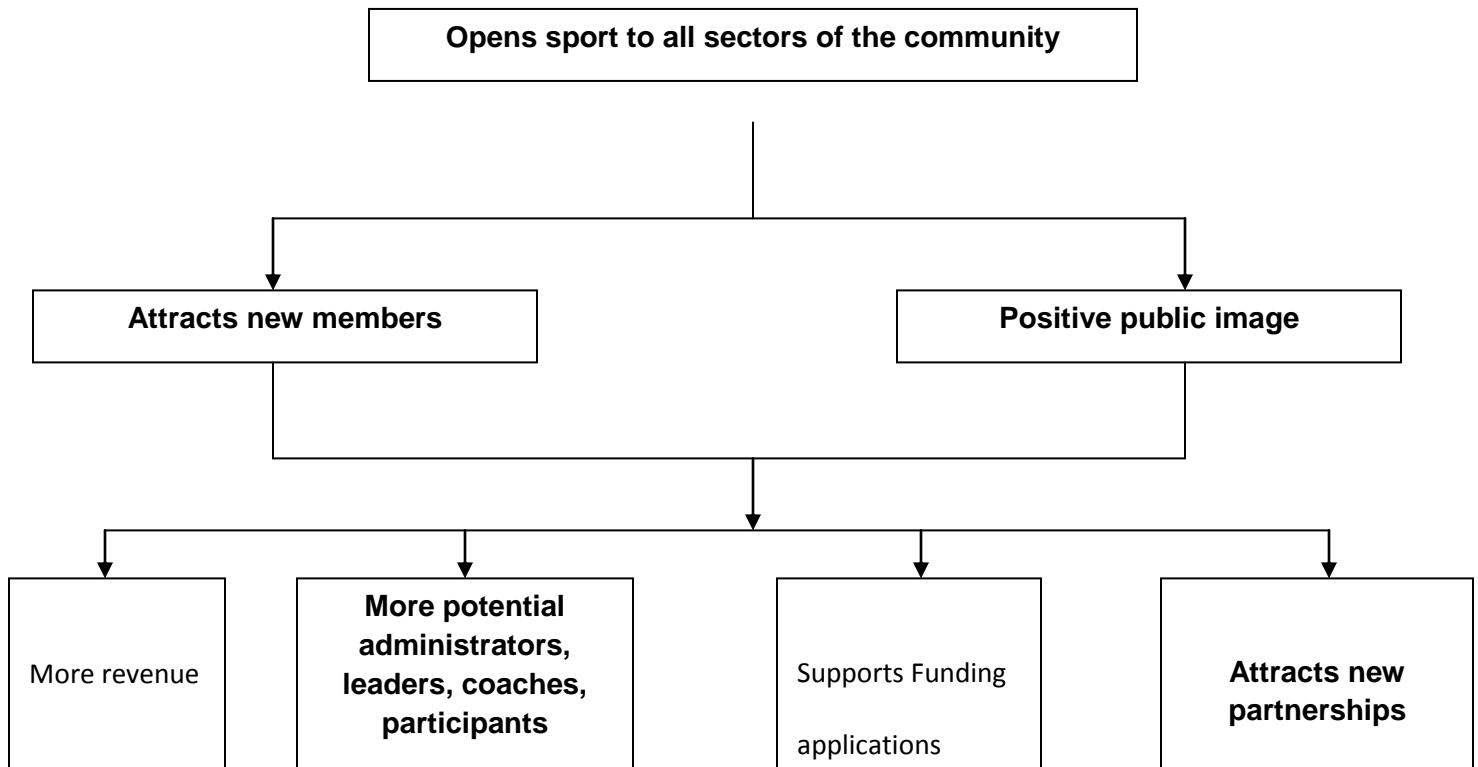 Opens sport to all sectors of the community
Attracts new members
Positive public image
More revenue
More potential
administrators,
leaders, coaches,
participants
Supports Funding
applications
Attracts new
partnerships